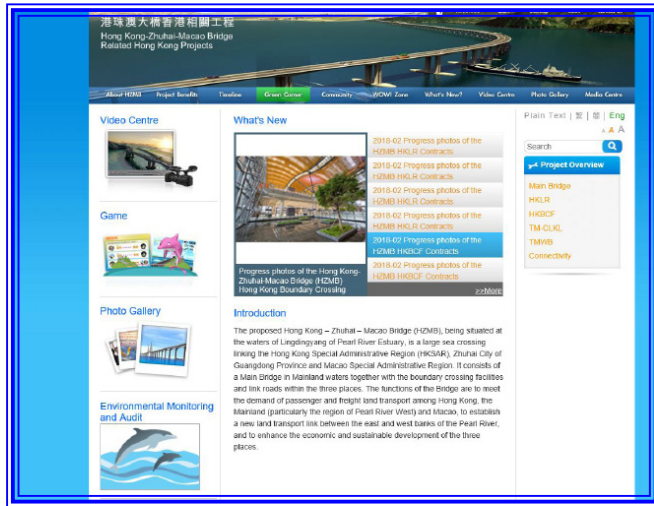 港珠澳大橋香港相關工程
Hong Kong-Zhuhai-Macao Bridge
Related Hong Kong Projects
About HZMB Project Benefits Timeline Green Corner Community WOW! Zone What's New? Video Centre Photo Gallery Media Centre
Plain Text | 繁 | 簡 | Eng
A A A
Search
Project Overview
Main Bridge
HKLR
HKBCF
TM-CLKL
TMWB
Connectivity
Video Centre
Game
Photo Gallery
Environmental Monitoring
and Audit
What's New
2018-02 Progress photos of the
HZMB HKLR Contracts
2018-02 Progress photos of the
HZMB HKLR Contracts
2018-02 Progress photos of the
HZMB HKLR Contracts
2018-02 Progress photos of the
HZMB HKLR Contracts
2018-02 Progress photos of the
HZMB HKBCF Contracts
2018-02 Progress photos of the
HZMB HKBCF Contracts
Progress photos of the Hong Kong-
Zhuhai-Macao Bridge (HZMB)
Hong Kong Boundary Crossing
>>More
Introduction
The proposed Hong Kong – Zhuhai – Macao Bridge (HZMB), being situated at
the waters of Lingdingyang of Pearl River Estuary, is a large sea crossing
linking the Hong Kong Special Administrative Region (HKSAR), Zhuhai City of
Guangdong Province and Macao Special Administrative Region. It consists of
a Main Bridge in Mainland waters together with the boundary crossing facilities
and link roads within the three places. The functions of the Bridge are to meet
the demand of passenger and freight land transport among Hong Kong, the
Mainland (particularly the region of Pearl River West) and Macao, to establish
a new land transport link between the east and west banks of the Pearl River,
and to enhance the economic and sustainable development of the three
places.